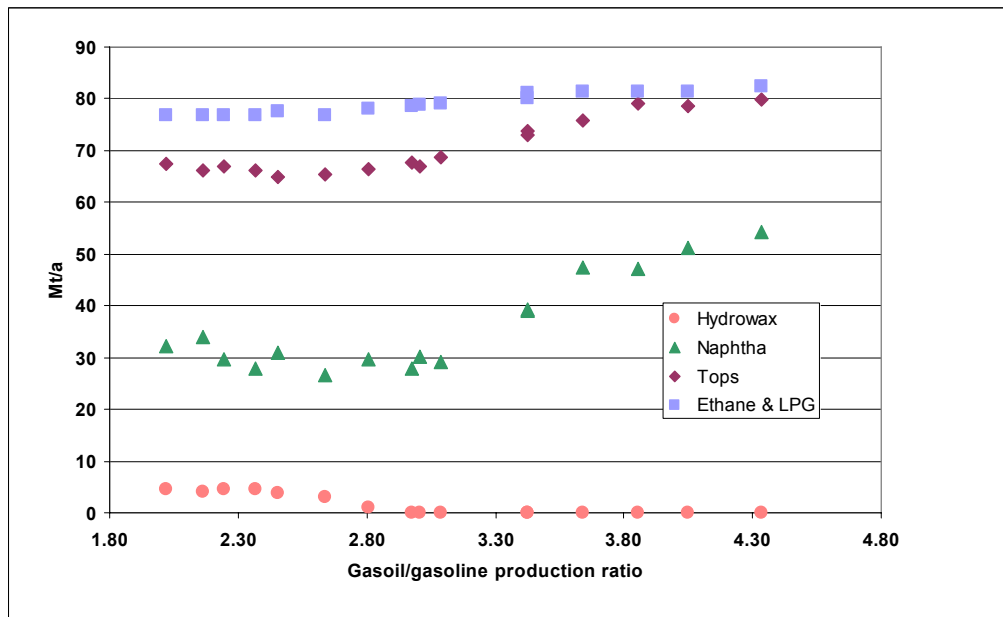 90
80
70
60
50
40
30
20
10
0
Mt/a
Hydrowax
Naphtha
Tops
Ethane & LPG
1.80 2.30 2.80 3.30 3.80 4.30 4.80
Gasoil/gasoline production ratio